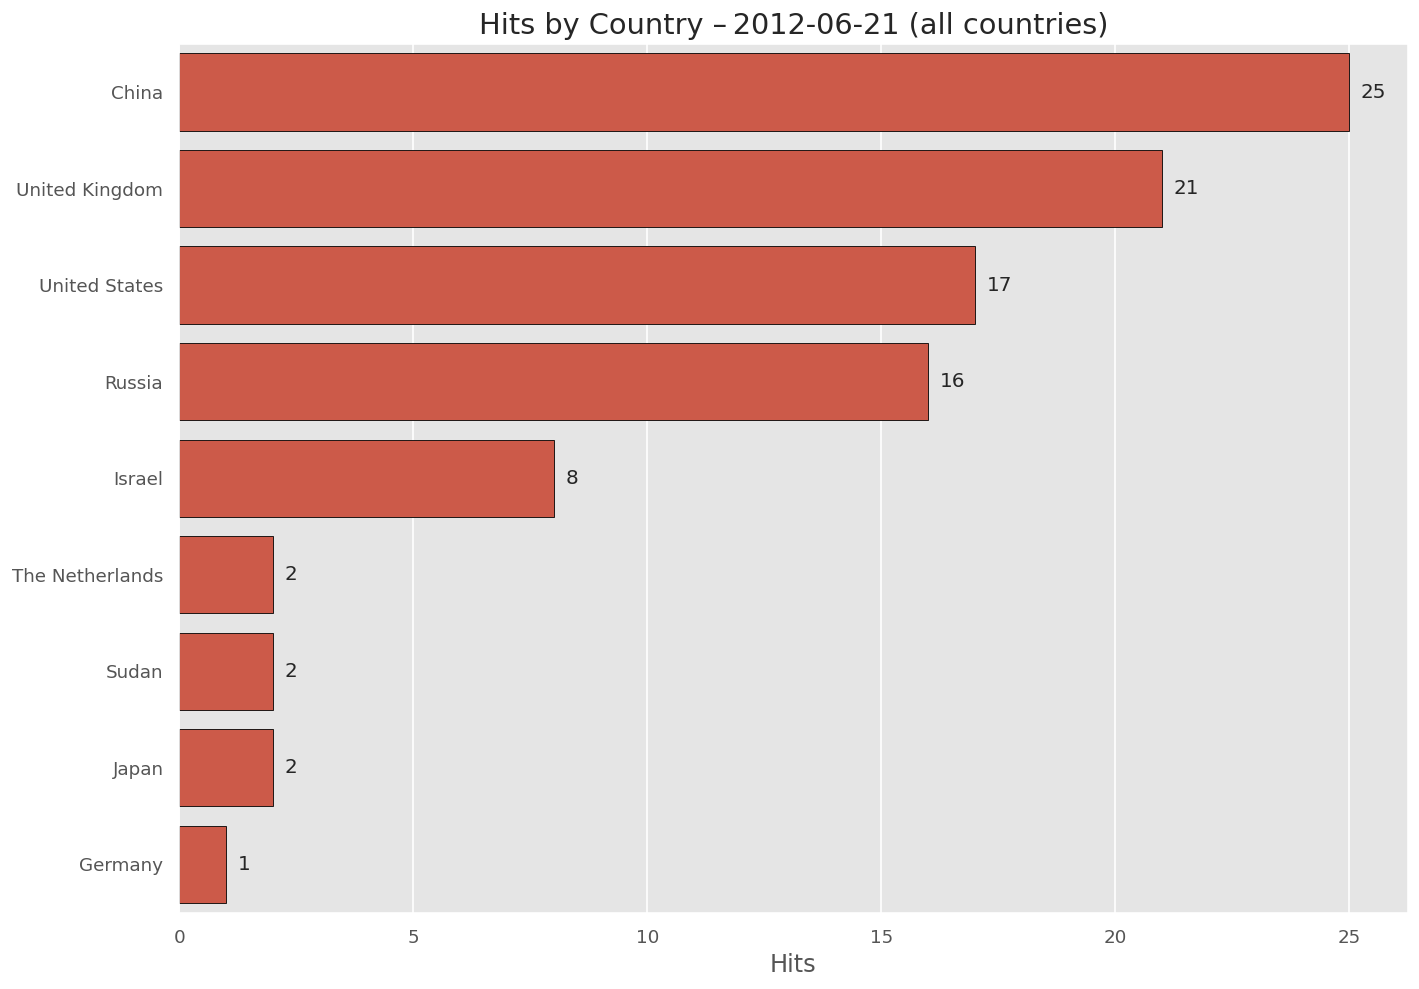 Hits by Country – 2012-06-21 (all countries)
China 25
United Kingdom 21
United States 17
Russia 16
Israel 8
The Netherlands 2
Sudan 2
Japan 2
Germany 1
0 5 10 15 20 25
Hits